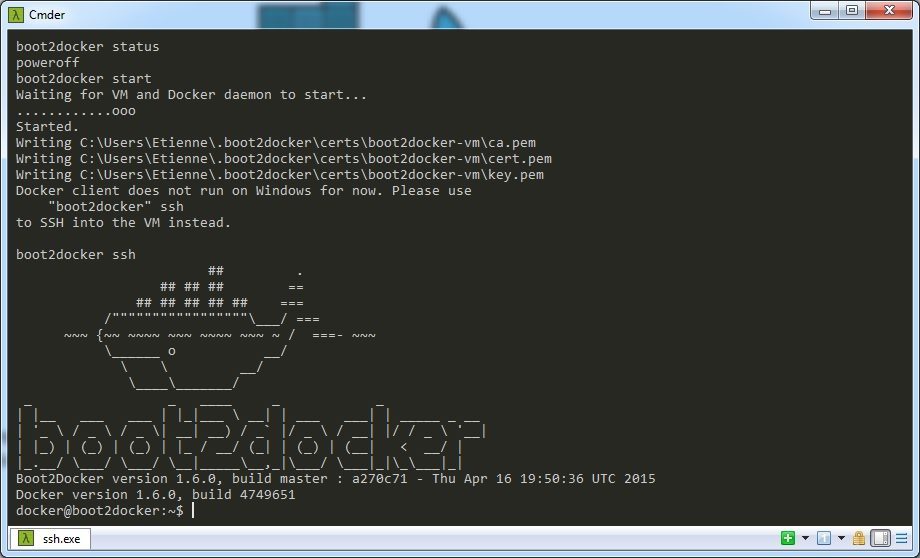 Cmder
boot2docker status
poweroff
boot2docker start
Waiting for VM and Docker daemon to start...
............ooo
Started.
Writing C:\Users\Etienne\.boot2docker\certs\boot2docker-vm\ca.pem
Writing C:\Users\Etienne\.boot2docker\certs\boot2docker-vm\cert.pem
Writing C:\Users\Etienne\.boot2docker\certs\boot2docker-vm\key.pem
Docker client does not run on Windows for now. Please use
    "boot2docker" ssh
to SSH into the VM instead.
boot2docker ssh
                        ##         .
                  ## ## ##        ==
               ## ## ## ## ##    ===
           /"""""""""""""""""\___/ ===
      ~~~ {~~ ~~~~ ~~~ ~~~~ ~~~ ~ /  ===- ~~~
           \______ o           __/
             \    \         __/
              \____\_______/
 _                 _   ____     _            _
| |__   ___   ___ | |_|___ \ __| | ___   ___| | _____ _ __
| '_ \ / _ \ / _ \| __| __) / _` |/ _ \ / __| |/ / _ \ '__|
| |_) | (_) | (_) | |_ / __/ (_| | (_) | (__|   <  __/ |
|_.__/ \___/ \___/ \__|_____\__,_|\___/ \___|_|\_\___|_|
Boot2Docker version 1.6.0, build master : a270c71 - Thu Apr 16 19:50:36 UTC 2015
Docker version 1.6.0, build 4749651
docker@boot2docker:~$
ssh.exe